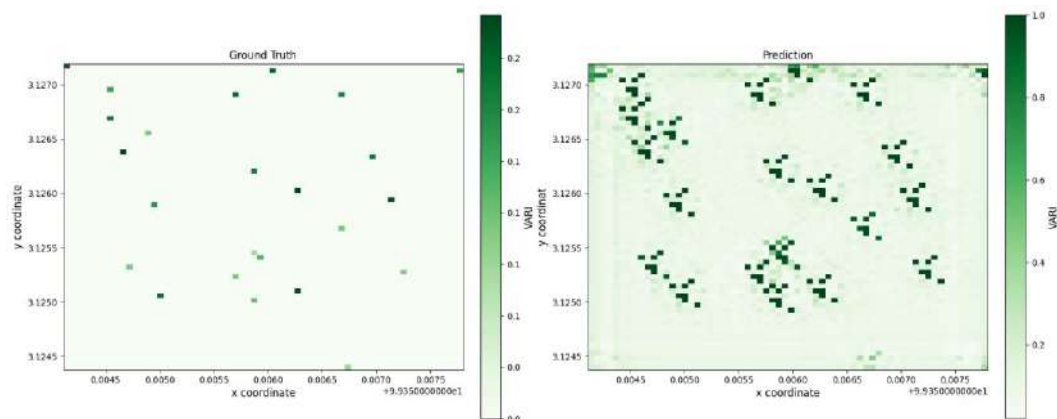 Ground Truth
3.1270
3.1265
3.1260
3.1255
3.1250
3.1245
y coordinate
0.0045 0.0050 0.0055 0.0060 0.0065 0.0070 0.0075
x coordinate
+9.9350000000e1
0.2
0.2
0.1
0.1
0.1
0.0
0.0
VARI
Prediction
3.1270
3.1265
3.1260
3.1255
3.1250
3.1245
y coordinat
0.0045 0.0050 0.0055 0.0060 0.0065 0.0070 0.0075
x coordinate
+9.9350000000e1
1.0
0.8
0.6
0.4
0.2
VARI